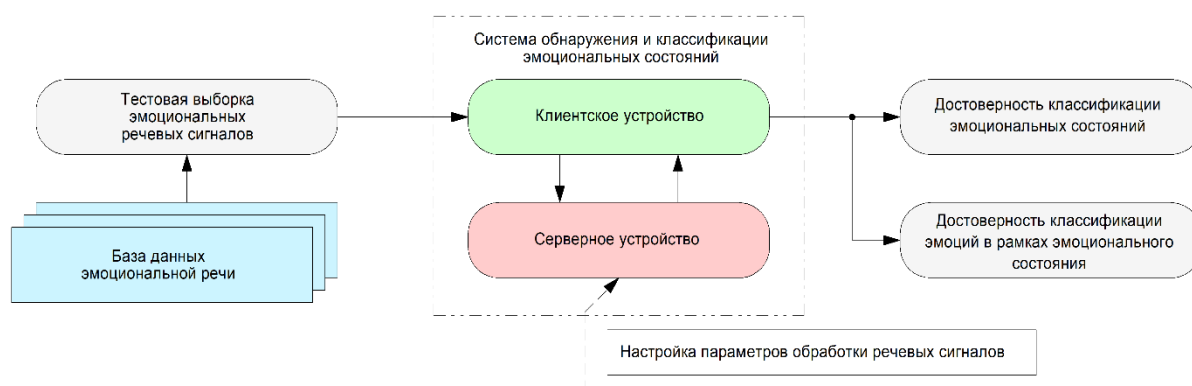 Система обнаружения и классификации
эмоциональных состояний
Тестовая выборка
эмоциональных
речевых сигналов
Клиентское устройство
Достоверность классификации
эмоциональных состояний
База данных
эмоциональной речи
Серверное устройство
Достоверность классификации
эмоций в рамках эмоционального
состояния
Настройка параметров обработки речевых сигналов